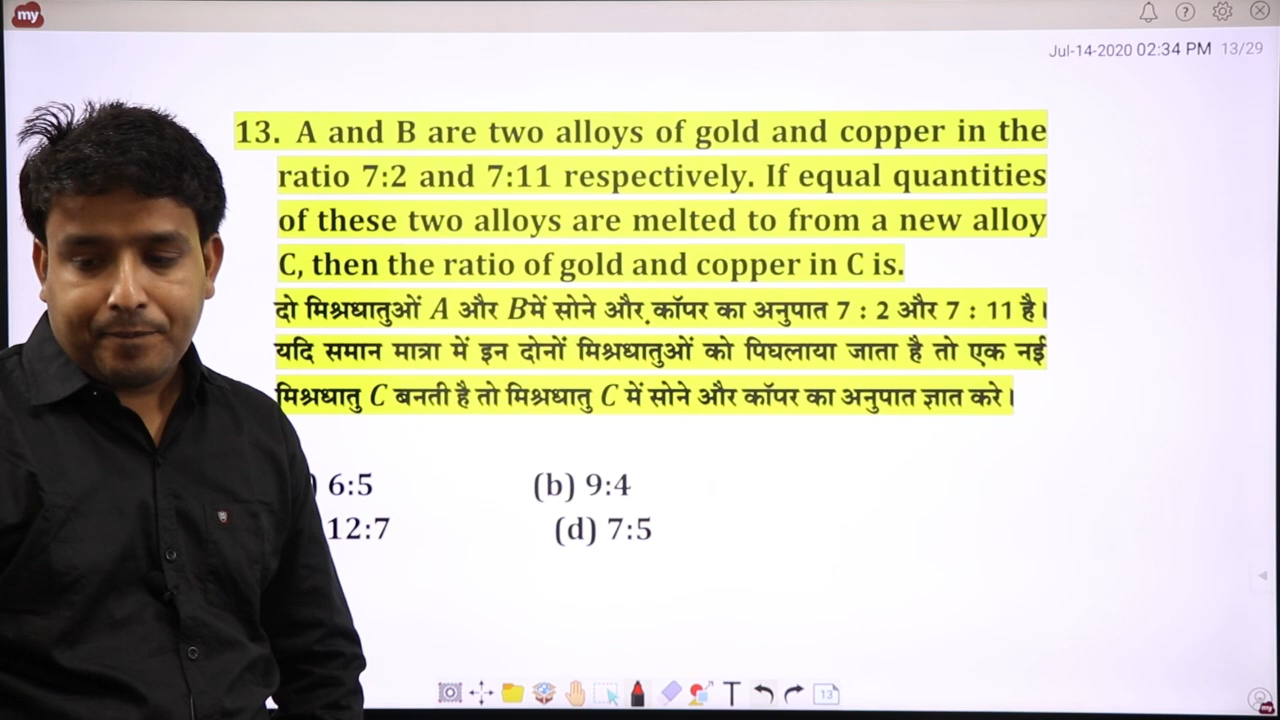 my
Jul-14-2020 02:34 PM 13/29
13. A and B are two alloys of gold and copper in the
ratio 7:2 and 7:11 respectively. If equal quantities
of these two alloys are melted to from a new alloy
C, then the ratio of gold and copper in C is.
दो मिश्रधातुओं A और B में सोने और कॉपर का अनुपात 7 : 2 और 7 : 11 है।
यदि समान मात्रा में इन दोनों मिश्रधातुओं को पिघलाया जाता है तो एक नई
मिश्रधातु C बनती है तो मिश्रधातु C में सोने और कॉपर का अनुपात ज्ञात करे।
) 6:5 (b) 9:4
12:7 (d) 7:5
T 13
my